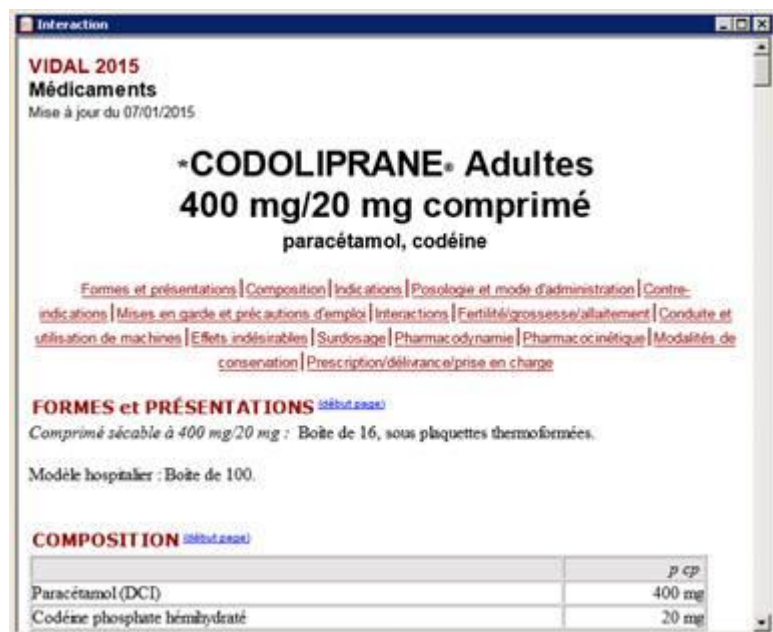 Interaction
VIDAL 2015
Médicaments
Mise à jour du 07/01/2015
*CODOLIPRANE® Adultes
400 mg/20 mg comprimé
paracétamol, codéine
Formes et présentations | Composition | Indications | Posologie et mode d'administration | Contre-
indications | Mises en garde et précautions d'emploi | Interactions | Fertilité/grossesse/allaitement | Conduite et
utilisation de machines | Effets indésirables | Surdosage | Pharmacodynamie | Pharmacocinétique | Modalités de
conservation | Prescription/délivrance/prise en charge
FORMES et PRÉSENTATIONS (début page)
Comprimé sécable à 400 mg/20 mg : Boîte de 16, sous plaquettes thermoformées.
Modèle hospitalier : Boîte de 100.
COMPOSITION (début page)
p cp
Paracétamol (DCI) 400 mg
Codéine phosphate hémihydraté 20 mg